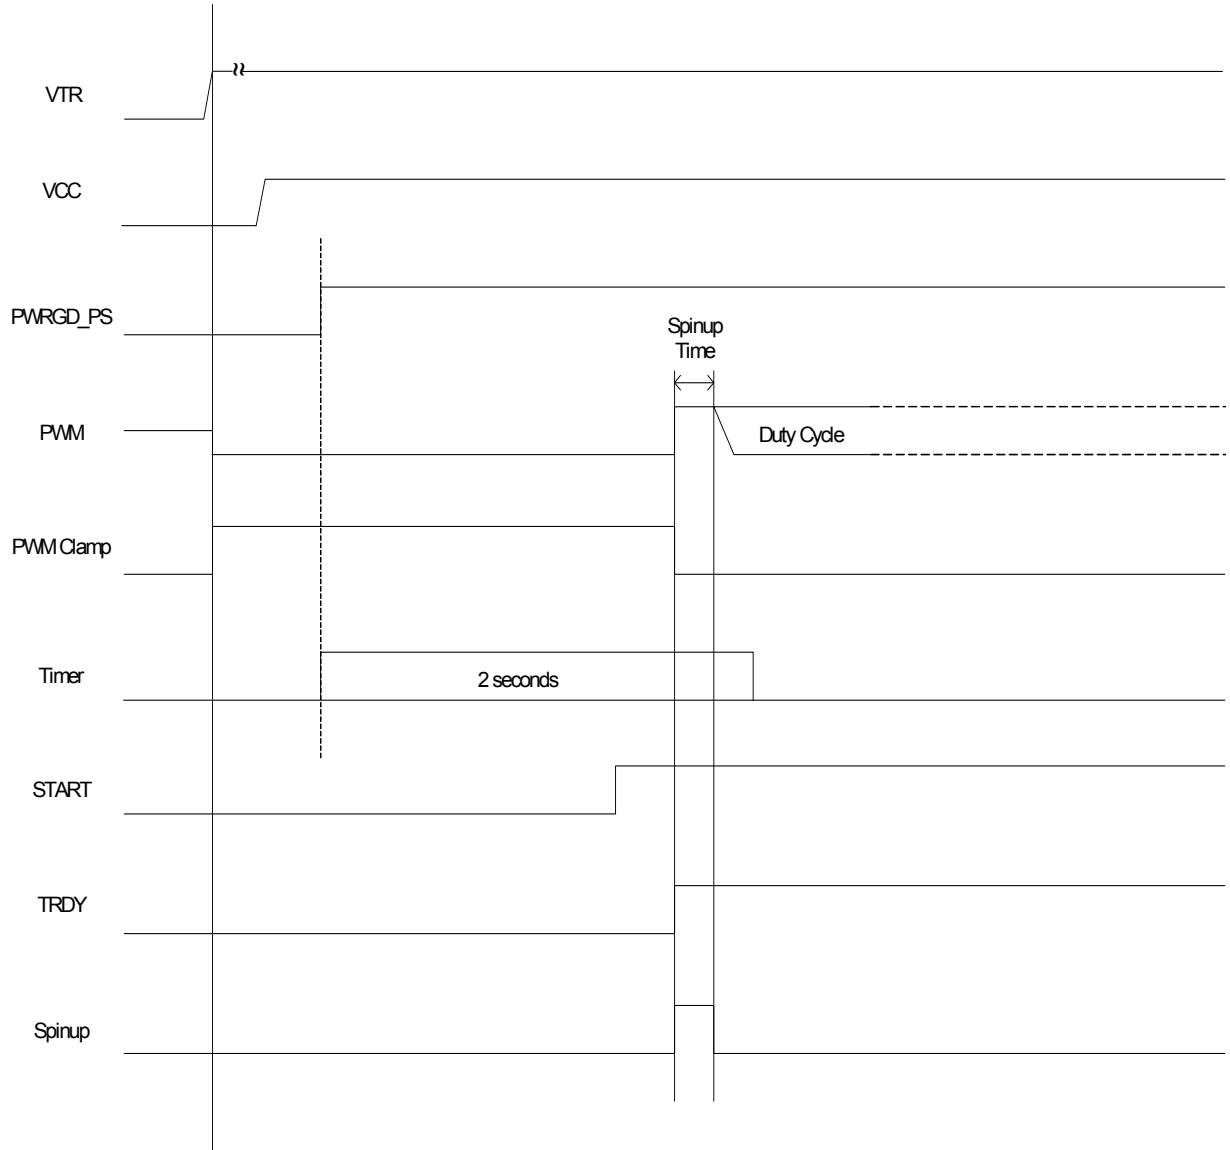 VTR
VCC
PWRGD_PS
Spinup
Time
PWM
Duty Cycle
PWM Clamp
Timer
2 seconds
START
TRDY
Spinup